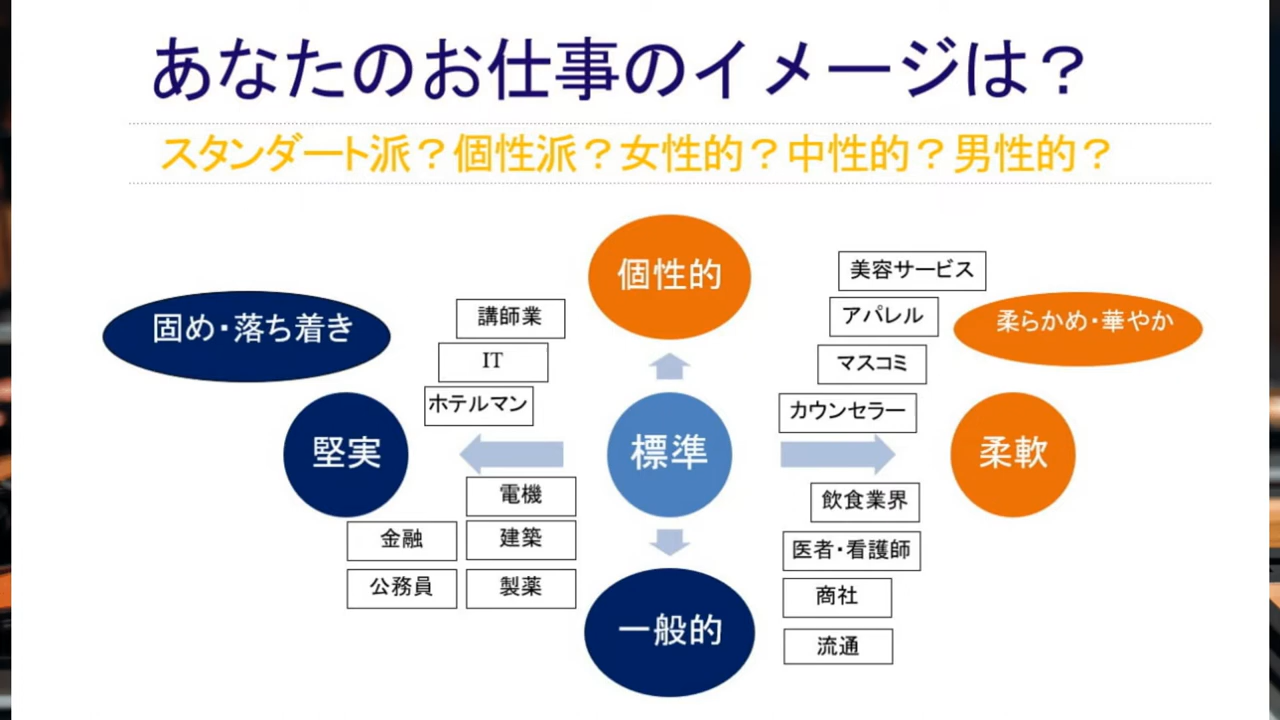 あなたのお仕事のイメージは？
スタンダート派？個性派？女性的？中性的？男性的？
個性的
美容サービス
固め・落ち着き
講師業
アパレル
柔らかめ・華やか
IT
マスコミ
ホテルマン
カウンセラー
堅実
標準
柔軟
電機
飲食業界
金融
建築
医者・看護師
公務員
製薬
商社
一般的
流通